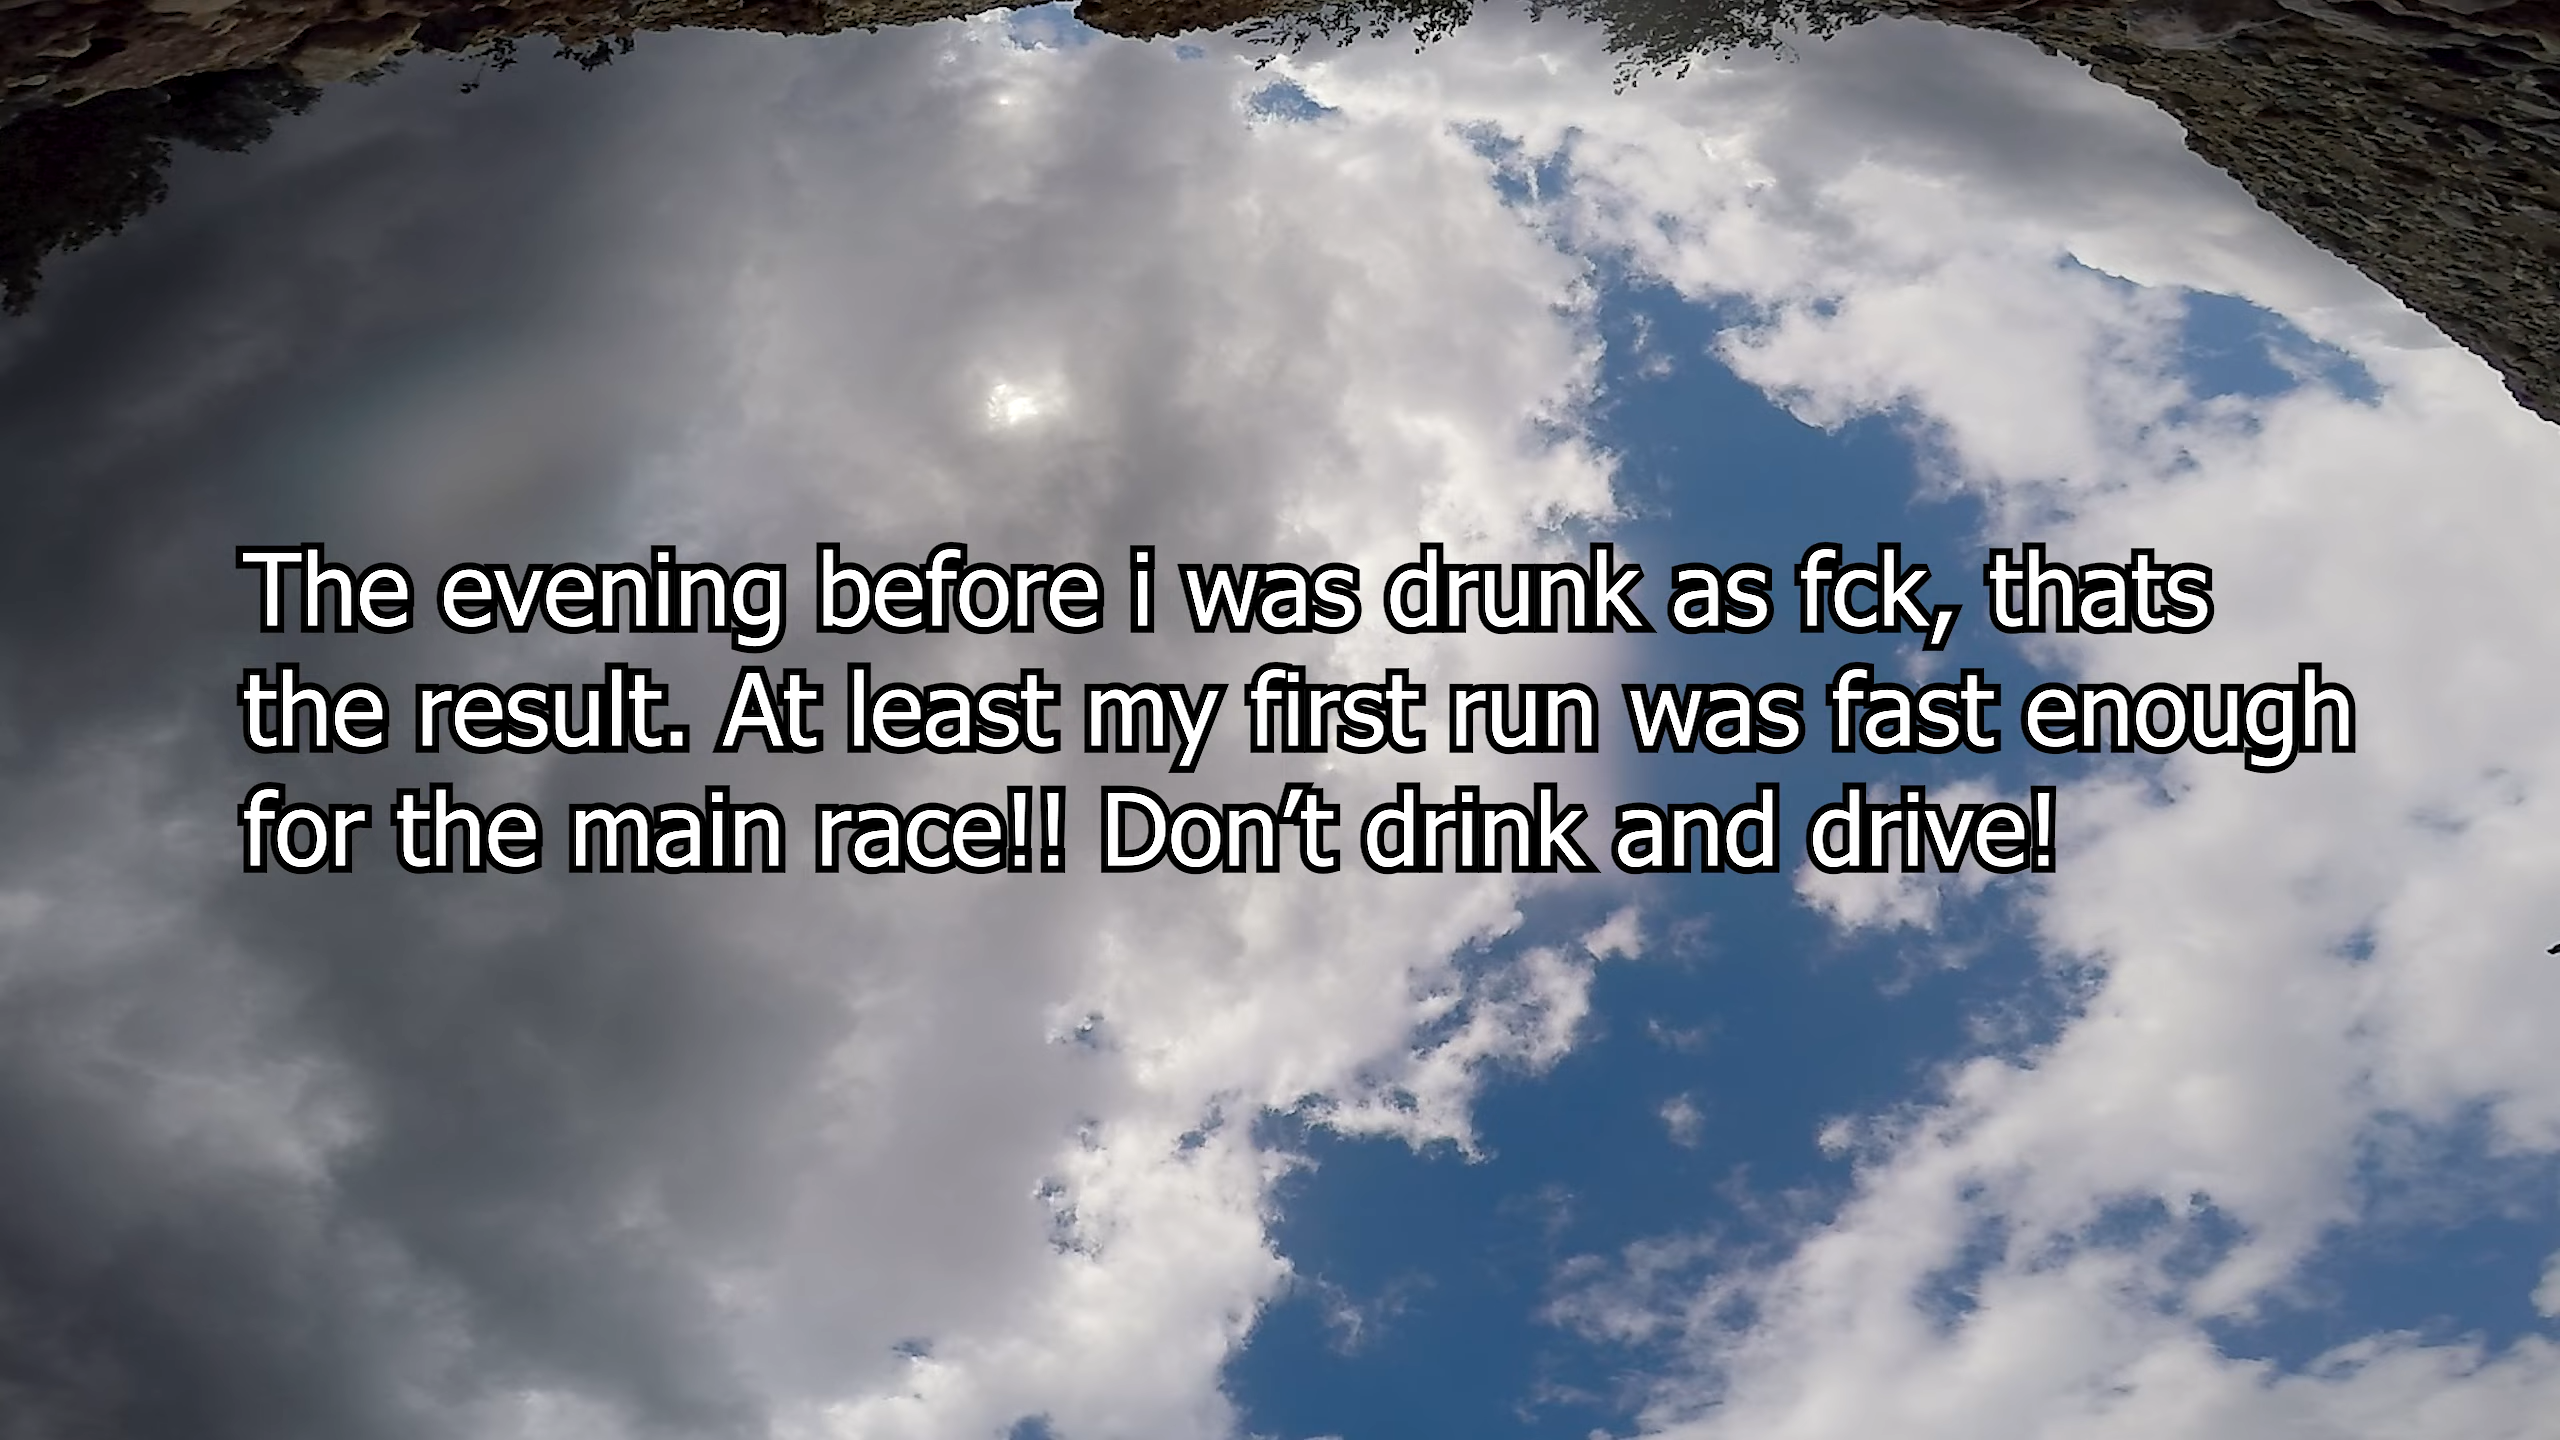 The evening before i was drunk as fck, thats
the result. At least my first run was fast enough
for the main race!! Don’t drink and drive!